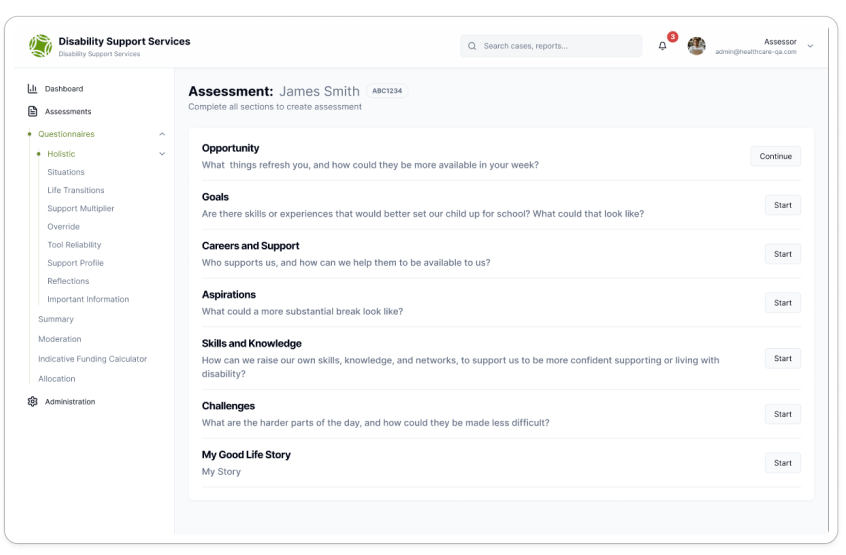 Disability Support Services
Disability Support Services
Search cases, reports...
3
Assessor
admin@healthcare-qa.com
Dashboard
Assessments
Questionnaires
Holistic
Situations
Life Transitions
Support Multiplier
Override
Tool Reliability
Support Profile
Reflections
Important Information
Summary
Moderation
Indicative Funding Calculator
Allocation
Administration
Assessment: James Smith ABC1234
Complete all sections to create assessment
Opportunity
What things refresh you, and how could they be more available in your week?
Continue
Goals
Are there skills or experiences that would better set our child up for school? What could that look like?
Start
Careers and Support
Who supports us, and how can we help them to be available to us?
Start
Aspirations
What could a more substantial break look like?
Start
Skills and Knowledge
How can we raise our own skills, knowledge, and networks, to support us to be more confident supporting or living with
disability?
Start
Challenges
What are the harder parts of the day, and how could they be made less difficult?
Start
My Good Life Story
My Story
Start